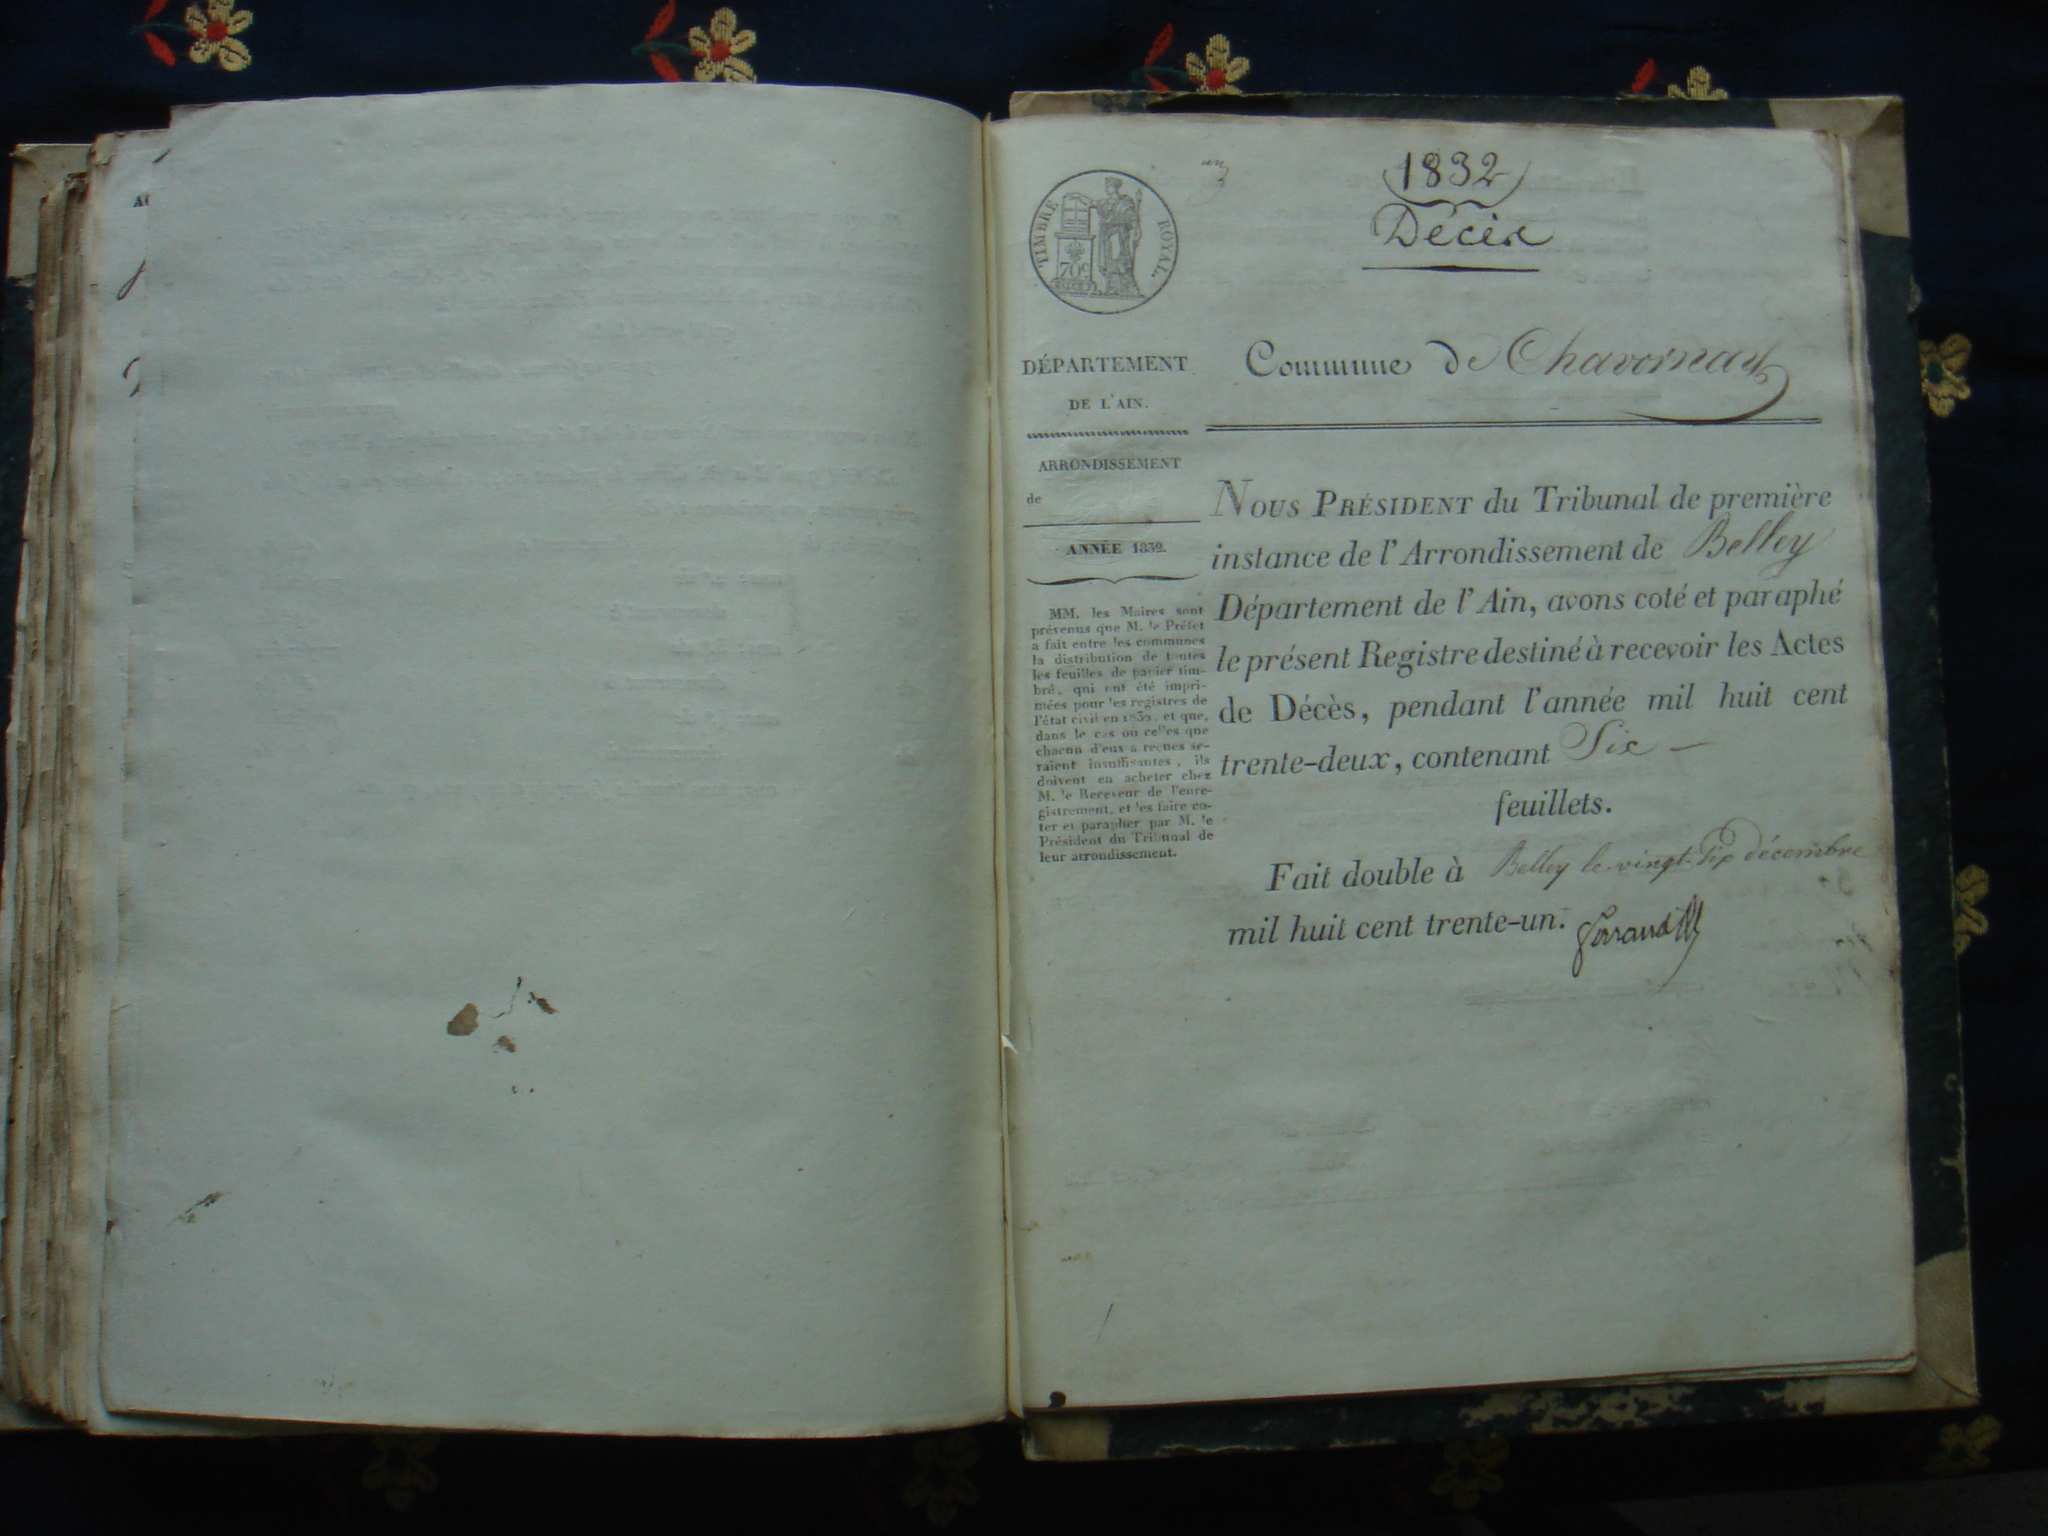 1832
Décès
TIMBRE ROYAL
70c
DÉPARTEMENT
DE L'AIN.
Commune de Chavornay
ARRONDISSEMENT
de
ANNÉE 1832.
MM. les Maires sont
prévenus que M. le Préfet
a fait entre les communes
la distribution de toutes
les feuilles de papier tim-
bré, qui ont été impri-
mées pour les registres de
l'état civil en 1832, et que,
dans le cas où celles que
chacun d'eux a reçues se-
raient insuffisantes, ils
doivent en acheter chez
M. le Receveur de l'enre-
gistrement, et les faire co-
ter et parapher par M. le
Président du Tribunal de
leur arrondissement.
NOUS PRÉSIDENT du Tribunal de première
instance de l'Arrondissement de Belley
Département de l'Ain, avons coté et paraphé
le présent Registre destiné à recevoir les Actes
de Décès, pendant l'année mil huit cent
trente-deux, contenant Six —
feuillets.
Fait double à Belley le vingt-six décembre
mil huit cent trente-un.